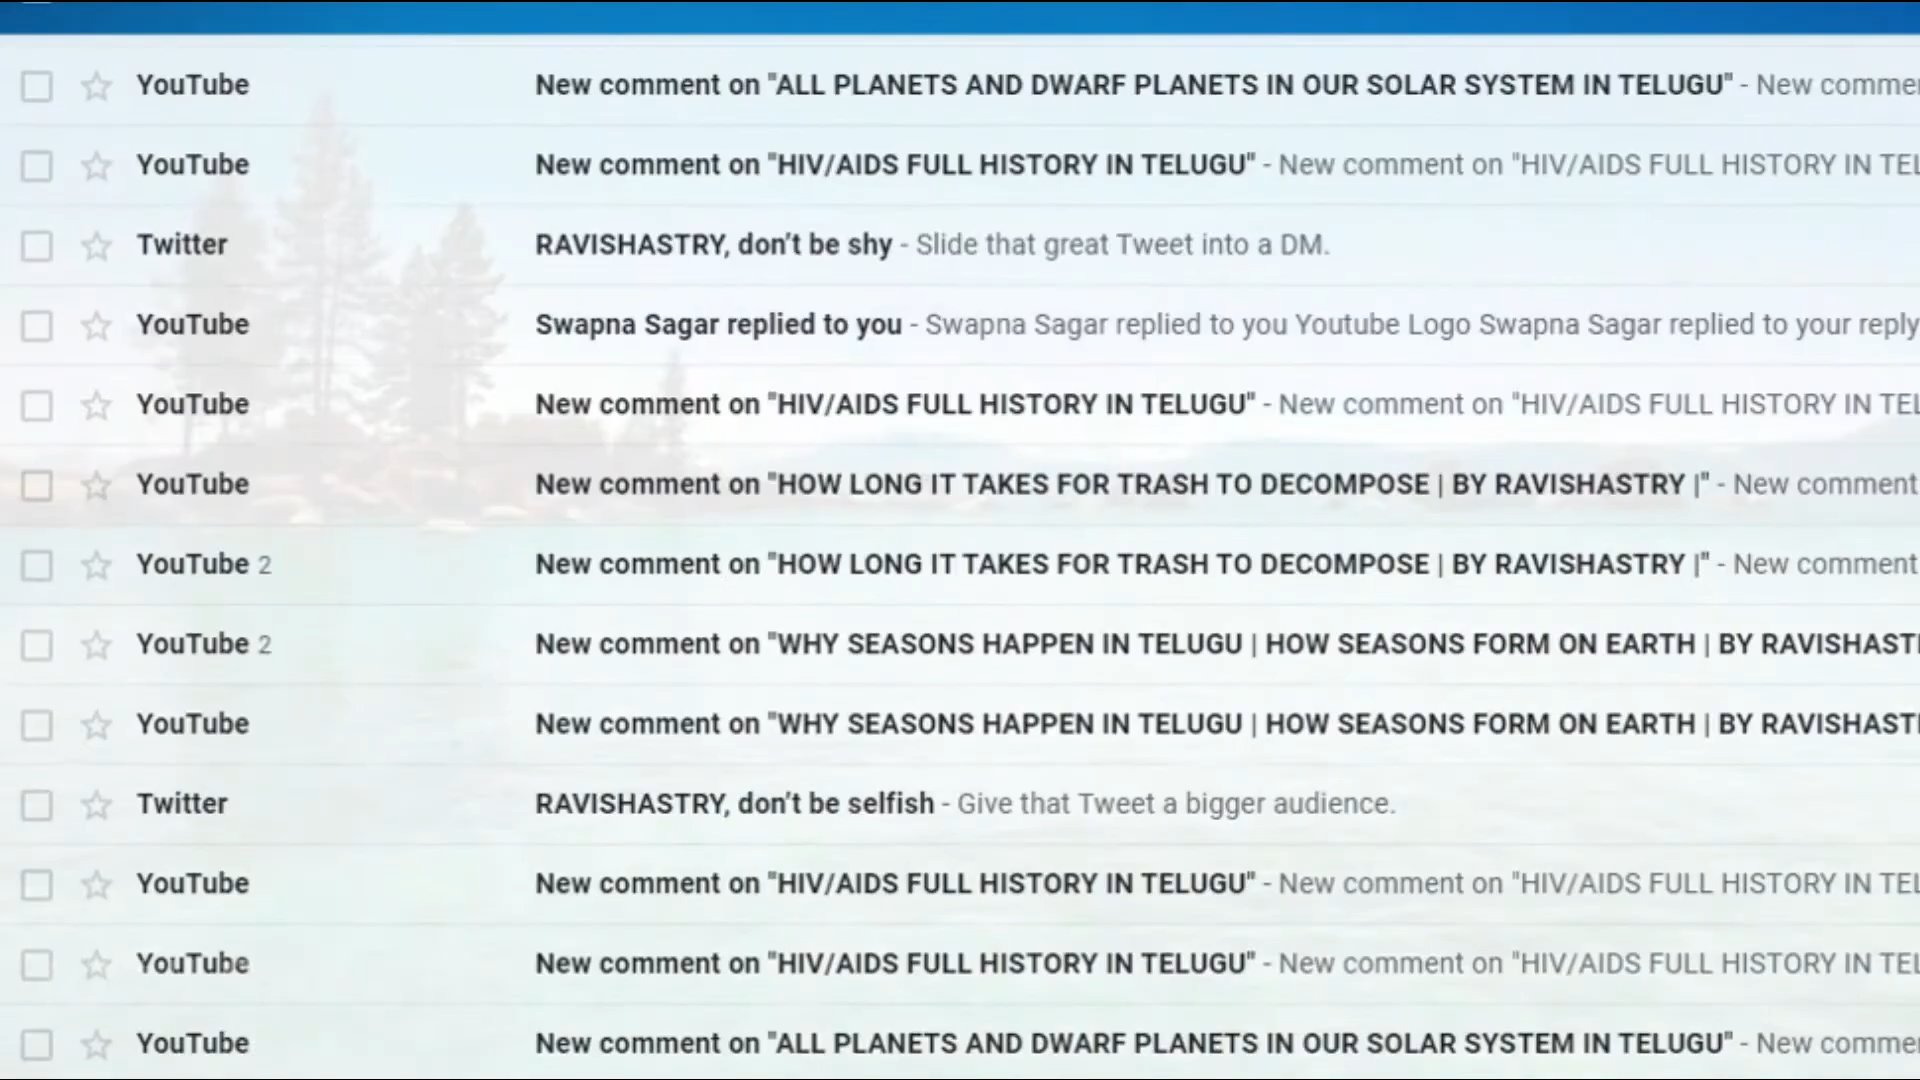 YouTube New comment on "ALL PLANETS AND DWARF PLANETS IN OUR SOLAR SYSTEM IN TELUGU" - New
YouTube New comment on "HIV/AIDS FULL HISTORY IN TELUGU" - New comment on "HIV/AIDS FULL HISTORY IN
Twitter RAVISHASTRY, don't be shy - Slide that great Tweet into a DM.
YouTube Swapna Sagar replied to you - Swapna Sagar replied to you Youtube Logo Swapna Sagar replied to your reply
YouTube New comment on "HIV/AIDS FULL HISTORY IN TELUGU" - New comment on "HIV/AIDS FULL HISTORY IN
YouTube New comment on "HOW LONG IT TAKES FOR TRASH TO DECOMPOSE | BY RAVISHASTRY |" - New comment
YouTube 2 New comment on "HOW LONG IT TAKES FOR TRASH TO DECOMPOSE | BY RAVISHASTRY |" - New comment
YouTube 2 New comment on "WHY SEASONS HAPPEN IN TELUGU | HOW SEASONS FORM ON EARTH | BY
YouTube New comment on "WHY SEASONS HAPPEN IN TELUGU | HOW SEASONS FORM ON EARTH | BY
Twitter RAVISHASTRY, don't be selfish - Give that Tweet a bigger audience.
YouTube New comment on "HIV/AIDS FULL HISTORY IN TELUGU" - New comment on "HIV/AIDS FULL HISTORY IN
YouTube New comment on "HIV/AIDS FULL HISTORY IN TELUGU" - New comment on "HIV/AIDS FULL HISTORY IN
YouTube New comment on "ALL PLANETS AND DWARF PLANETS IN OUR SOLAR SYSTEM IN TELUGU" - New